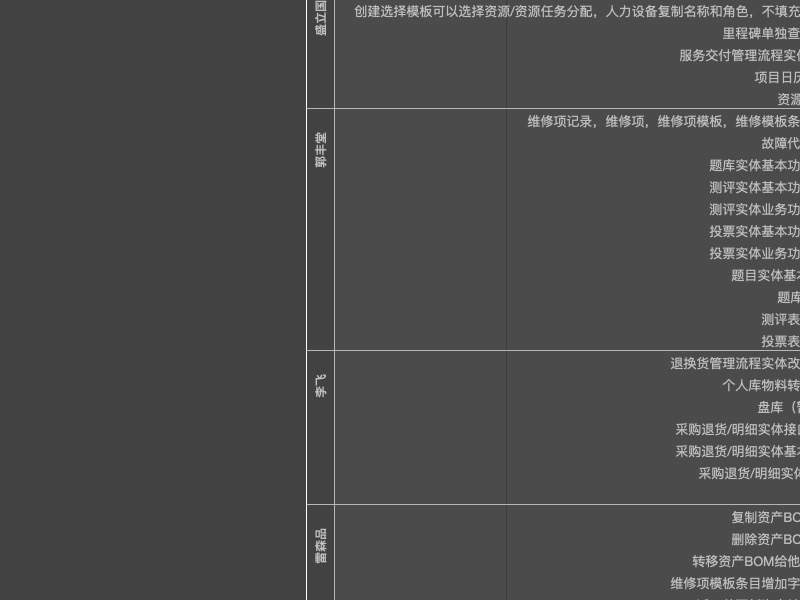 盛立国
创建选择模板可以选择资源/资源任务分配，人力设备复制名称和角色，不填充
里程碑单独查
服务交付管理流程实
项目日历
资源
郭丰堂
维修项记录，维修项，维修项模板，维修模板条
故障代
题库实体基本功
测评实体基本功
测评实体业务功
投票实体基本功
投票实体业务功
题目实体基本
题库
测评表
投票表
李飞
退换货管理流程实体改
个人库物料转
盘库（暂
采购退货/明细实体接口
采购退货/明细实体基本
采购退货/明细实体
雷森品
复制资产BO
删除资产BO
转移资产BOM给他
维修项模板条目增加字